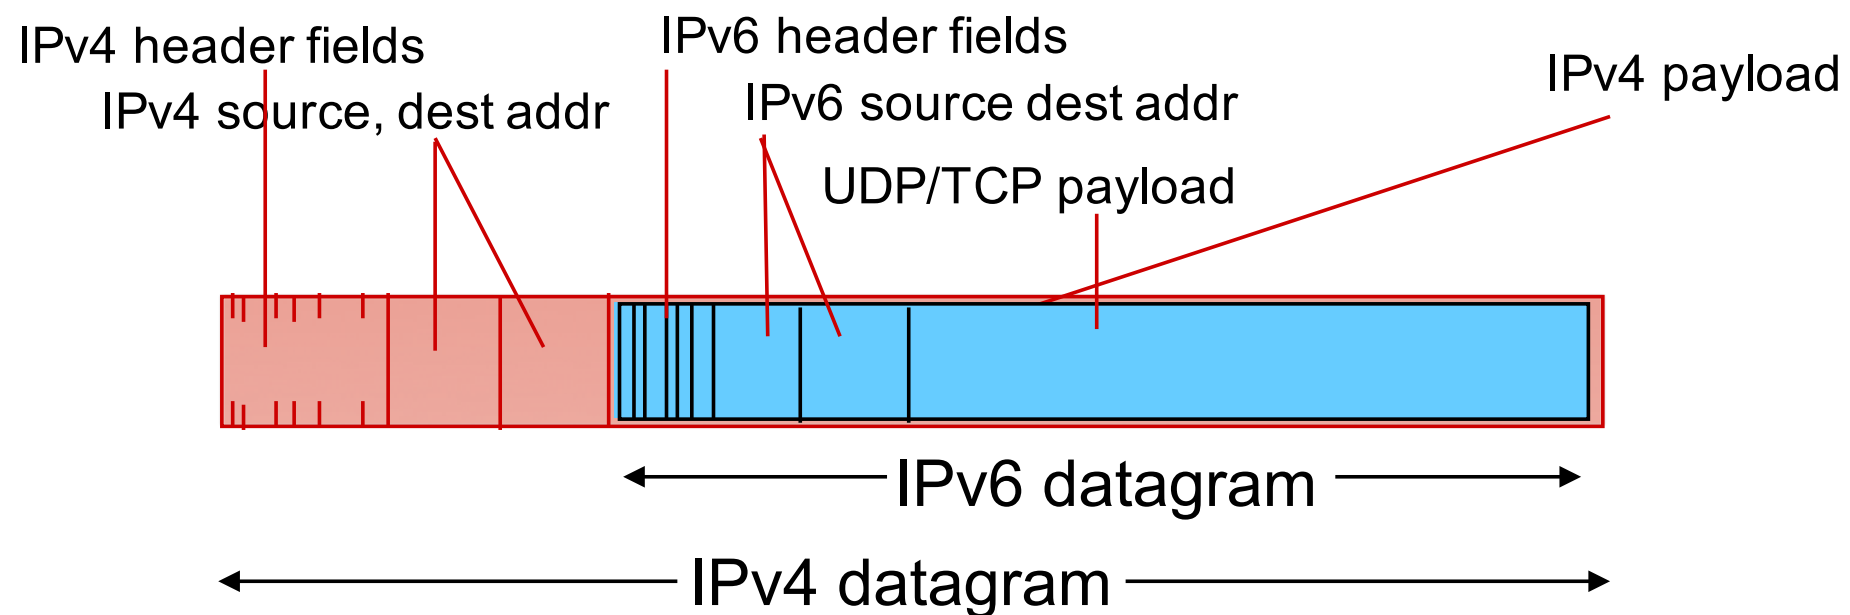 IPv4 header fields
IPv4 source, dest addr
IPv6 header fields
IPv6 source dest addr
UDP/TCP payload
IPv4 payload
IPv6 datagram
IPv4 datagram